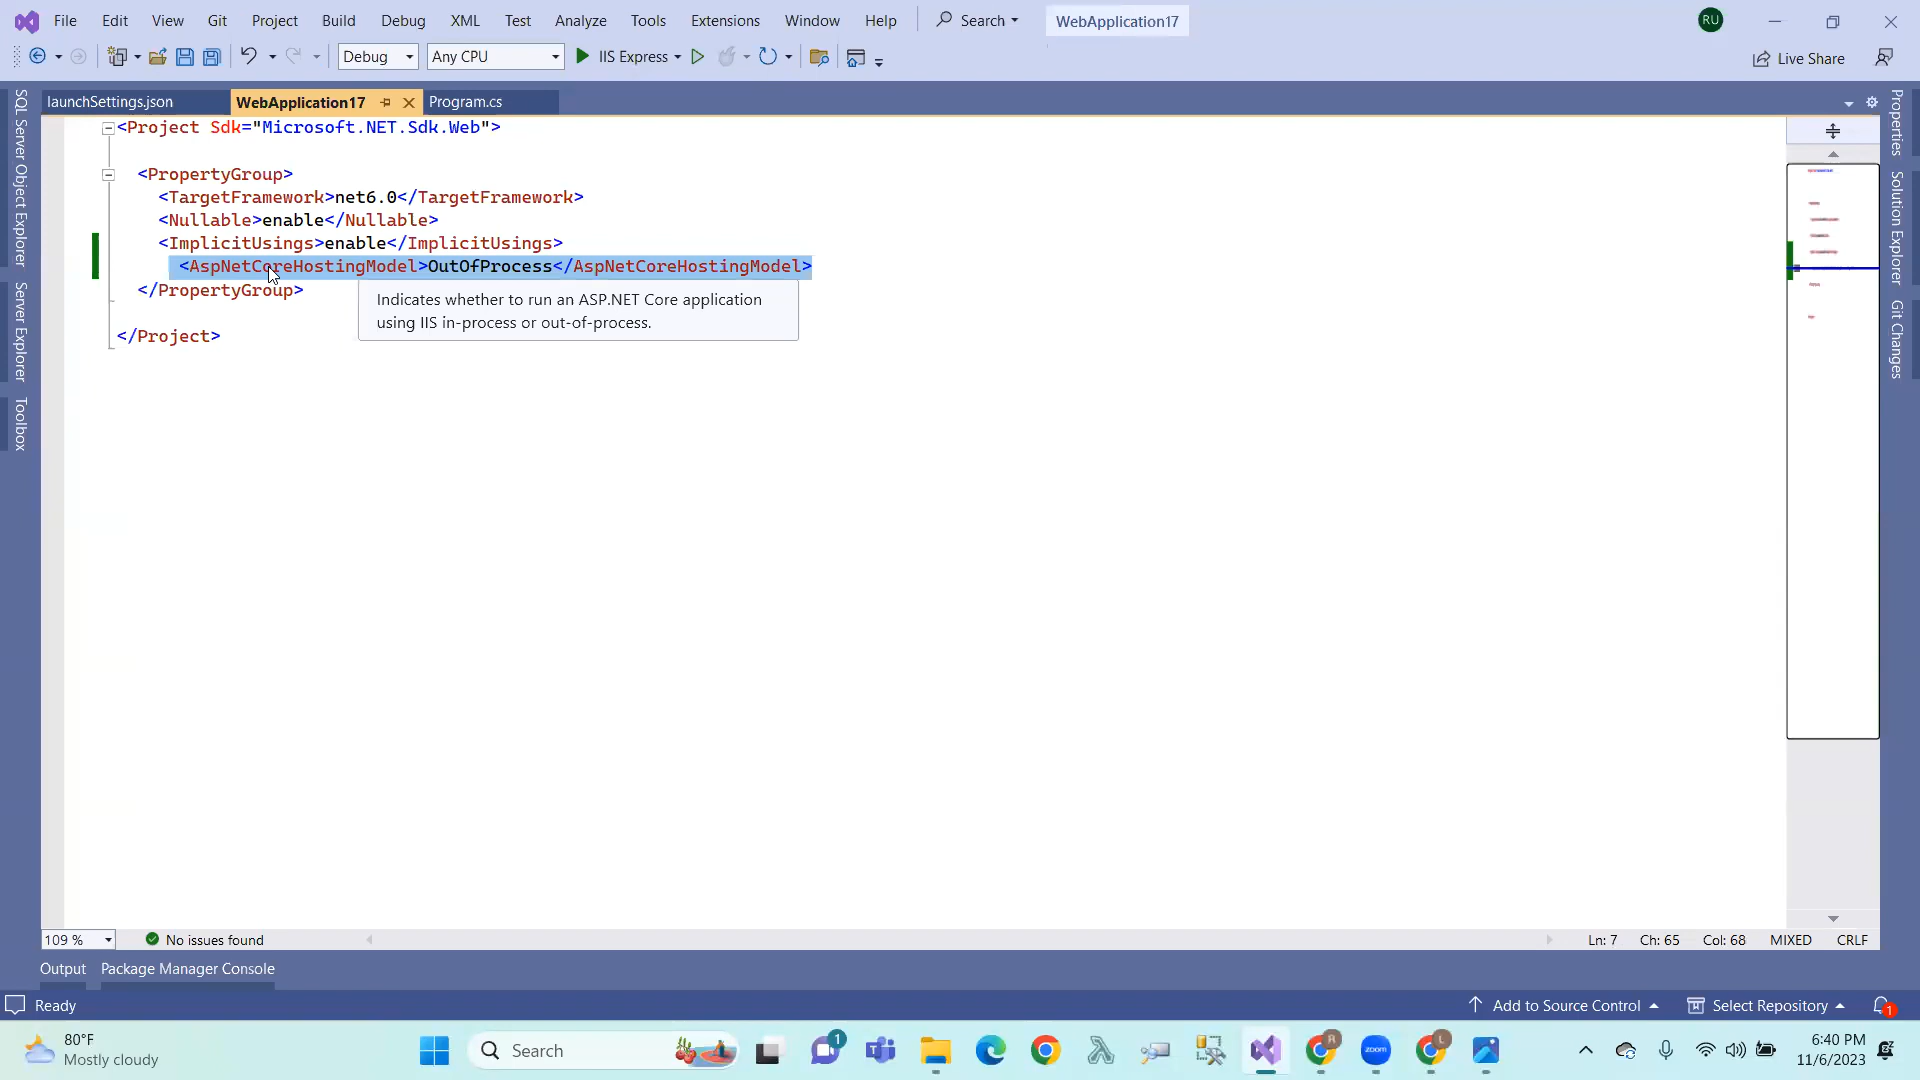 File Edit View Git Project Build Debug XML Test Analyze Tools Extensions Window Help Search WebApplication17 RU
Debug Any CPU IIS Express Live Share
launchSettings.json WebApplication17 Program.cs
SQL Server Object Explorer
Server Explorer
Toolbox
<Project Sdk="Microsoft.NET.Sdk.Web">
<PropertyGroup>
<TargetFramework>net6.0</TargetFramework>
<Nullable>enable</Nullable>
<ImplicitUsings>enable</ImplicitUsings>
<AspNetCoreHostingModel>OutOfProcess</AspNetCoreHostingModel>
</PropertyGroup>
Indicates whether to run an ASP.NET Core application
using IIS in-process or out-of-process.
</Project>
Properties
Solution Explorer
Git Changes
109 % No issues found Ln: 7 Ch: 65 Col: 68 MIXED CRLF
Output Package Manager Console
Ready Add to Source Control Select Repository 1
80°F
Mostly cloudy
Search
1
zoom
R
L
6:40 PM
11/6/2023